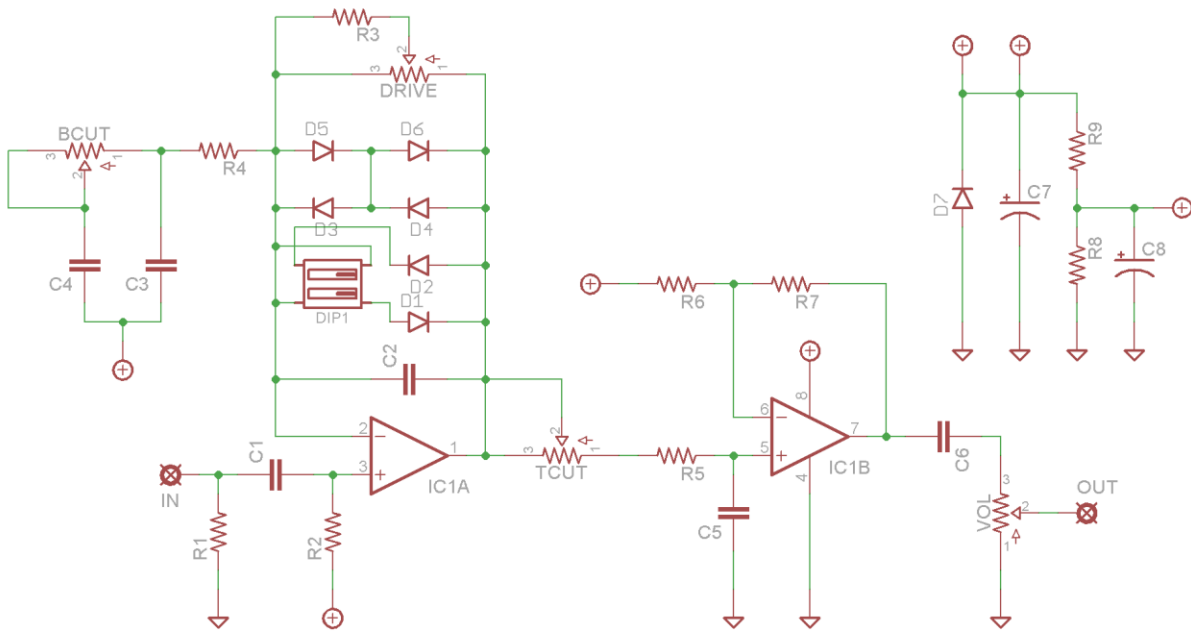 R3
2
3
1
DRIVE
BCUT
3
1
2
R4
D5
D6
D3
D4
D2
D1
DIP1
C4
C3
C2
2
3
1
IC1A
C1
IN
R1
R2
2
3
1
TCUT
R5
C5
R6
R7
6
5
8
7
4
IC1B
C6
3
VOL
2
1
OUT
D7
C7
R9
R8
C8
+
+